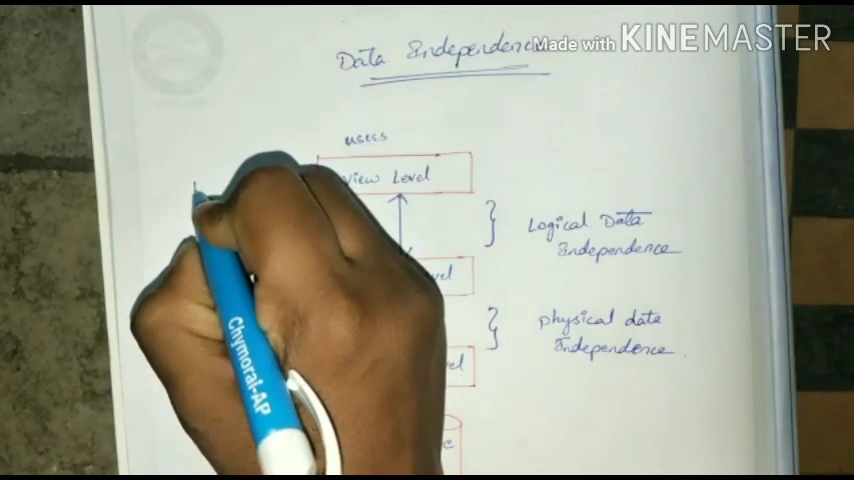 Data Independence
Made with KINEMASTER
users
view Level
Logical Data
Independence
vel
physical data
Independence
vel
Chymoral-AP
c